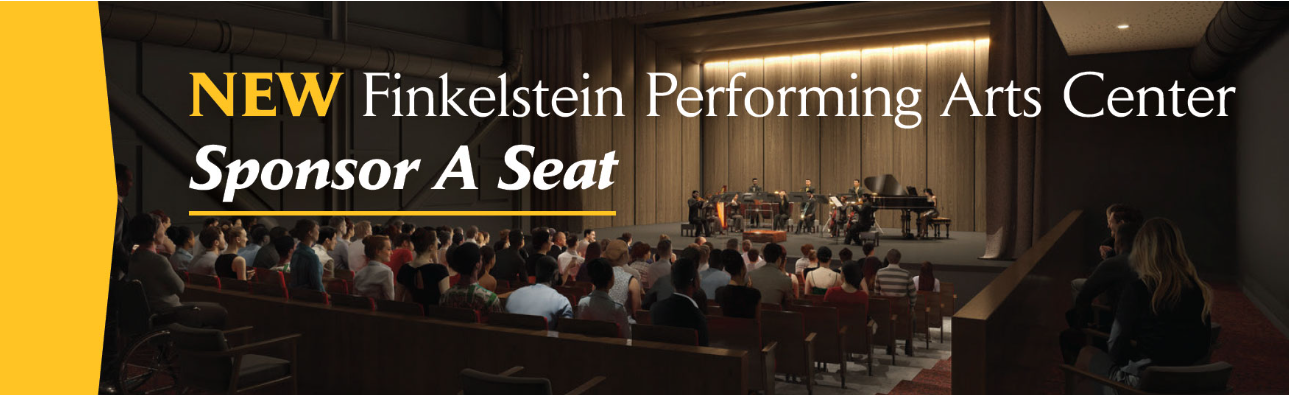 NEW Finkelstein Performing Arts Center
Sponsor A Seat